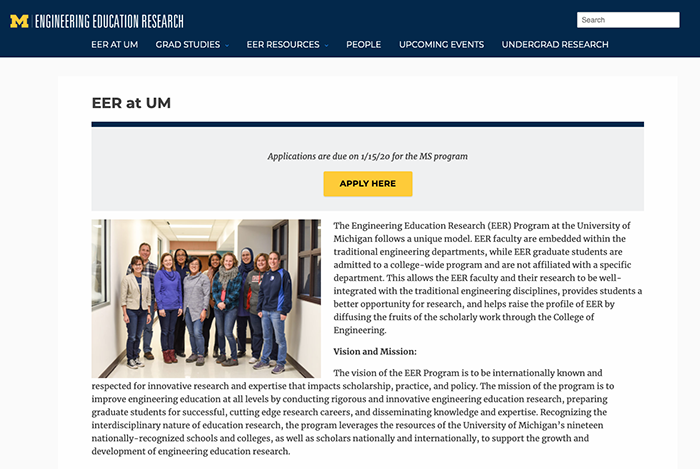 M ENGINEERING EDUCATION RESEARCH
Search
EER AT UM GRAD STUDIES EER RESOURCES PEOPLE UPCOMING EVENTS UNDERGRAD RESEARCH
EER at UM
Applications are due on 1/15/20 for the MS program
APPLY HERE
The Engineering Education Research (EER) Program at the University of
Michigan follows a unique model. EER faculty are embedded within the
traditional engineering departments, while EER graduate students are
admitted to a college-wide program and are not affiliated with a specific
department. This allows the EER faculty and their research to be well-
integrated with the traditional engineering disciplines, provides students a
better opportunity for research, and helps raise the profile of EER by
diffusing the fruits of the scholarly work through the College of
Engineering.
Vision and Mission:
The vision of the EER Program is to be internationally known and
respected for innovative research and expertise that impacts scholarship, practice, and policy. The mission of the program is to
improve engineering education at all levels by conducting rigorous and innovative engineering education research, preparing
graduate students for successful, cutting edge research careers, and disseminating knowledge and expertise. Recognizing the
interdisciplinary nature of education research, the program leverages the resources of the University of Michigan's nineteen
nationally-recognized schools and colleges, as well as scholars nationally and internationally, to support the growth and
development of engineering education research.